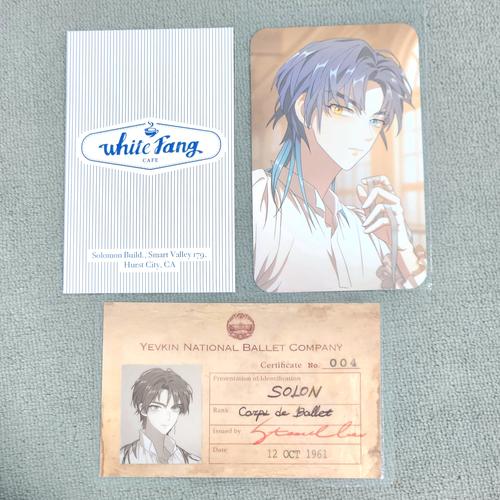 white fang
CAFE
Solomon Build., Smart Valley 179,
Hurst City, CA
YEVKIN NATIONAL BALLET COMPANY
Certificate No. 004
Presentation of Identification
SOLON
Rank Corps de Ballet
Issued by
Date 12 OCT 1961